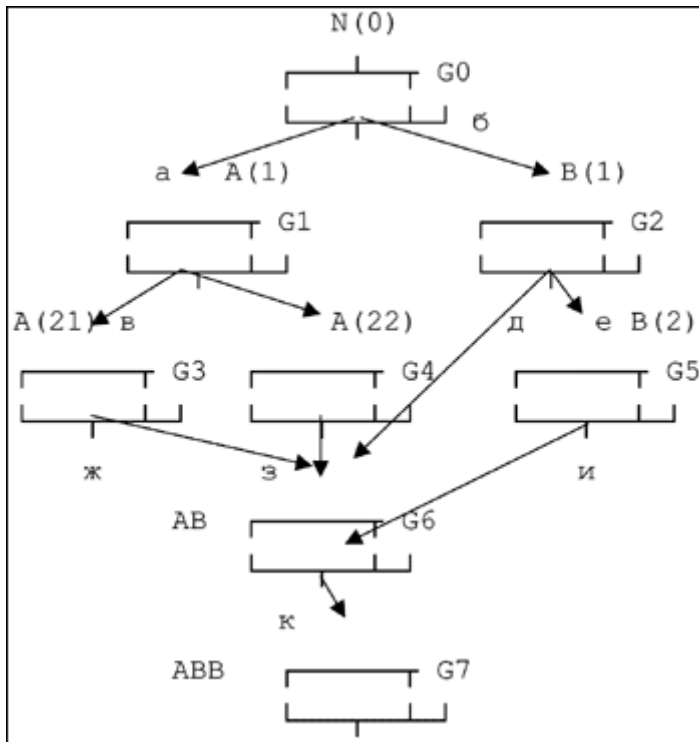 N(0)
G0
б
а A(1) B(1)
G1 G2
A(21) в A(22) д е B(2)
G3 G4 G5
ж з и
AB G6
к
ABB G7